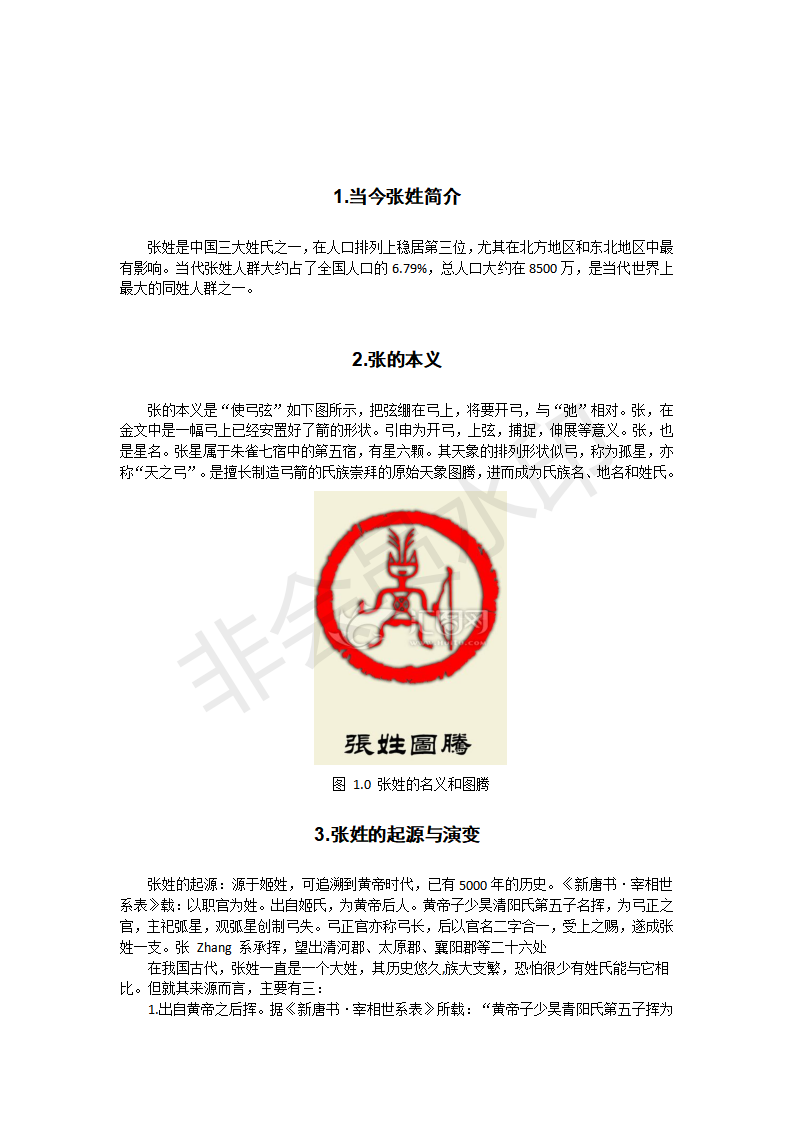 1.当今张姓简介
张姓是中国三大姓氏之一，在人口排列上稳居第三位，尤其在北方地区和东北地区中最
有影响。当代张姓人群大约占了全国人口的 6.79%，总人口大约在 8500 万，是当代世界上
最大的同姓人群之一。
2.张的本义
张的本义是“使弓弦”如下图所示，把弦绷在弓上，将要开弓，与“弛”相对。张，在
金文中是一幅弓上已经安置好了箭的形状。引申为开弓，上弦，捕捉，伸展等意义。张，也
是星名。张星属于朱雀七宿中的第五宿，有星六颗。其天象的排列形状似弓，称为孤星，亦
称“天之弓”。是擅长制造弓箭的氏族崇拜的原始天象图腾，进而成为氏族名、地名和姓氏。
非会员水印
汇图网
張姓圖騰
图 1.0 张姓的名义和图腾
3.张姓的起源与演变
张姓的起源：源于姬姓，可追溯到黄帝时代，已有 5000 年的历史。《新唐书·宰相世
系表》载：以职官为姓。出自姬氏，为黄帝后人。黄帝子少昊清阳氏第五子名挥，为弓正之
官，主祀弧星，观弧星创制弓矢。弓正官亦称弓长，后以官名二字合一，受上之赐，遂成张
姓一支。张 Zhang 系承挥，望出清河郡、太原郡、襄阳郡等二十六处
在我国古代，张姓一直是一个大姓，其历史悠久,族大支繁，恐怕很少有姓氏能与它相
比。但就其来源而言，主要有三：
1.出自黄帝之后挥。据《新唐书·宰相世系表》所载：“黄帝子少昊青阳氏第五子挥为